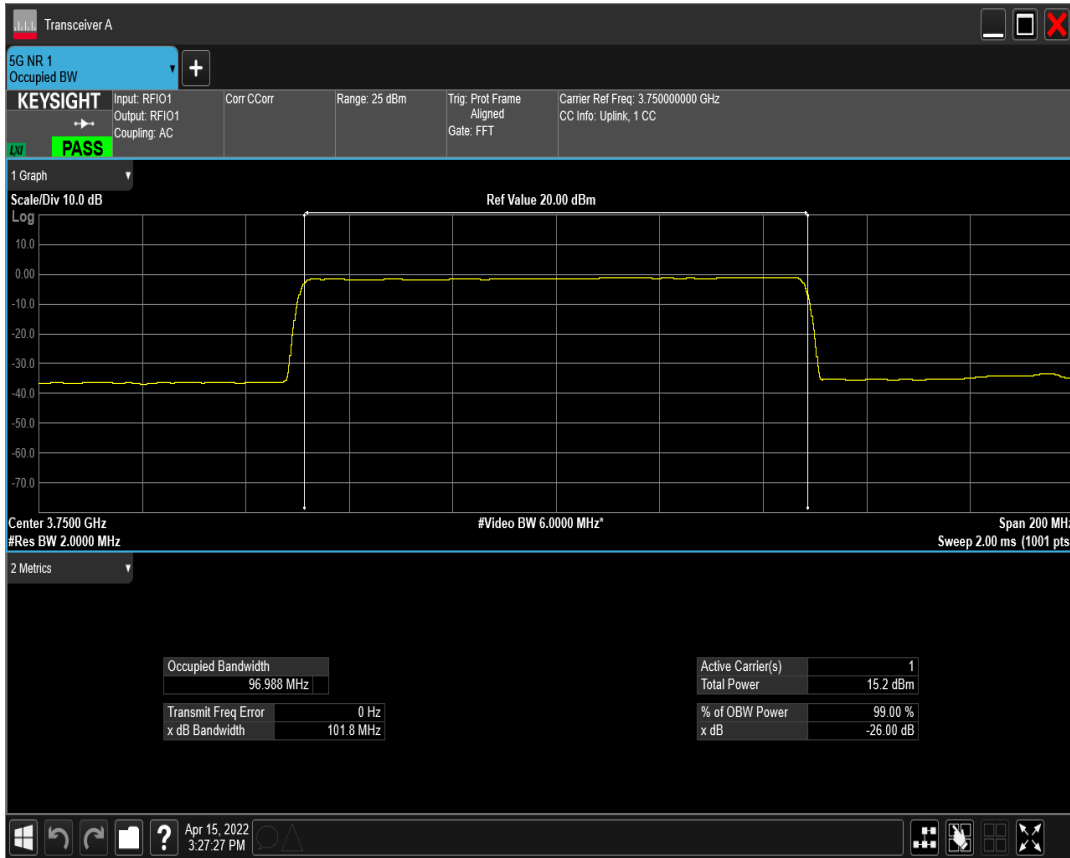 Transceiver A
5G NR 1
Occupied BW
KEYSIGHT
LXI
PASS
Input: RFIO1
Output: RFIO1
Coupling: AC
Corr CCorr
Range: 25 dBm
Trig: Prot Frame
Aligned
Gate: FFT
Carrier Ref Freq: 3.750000000 GHz
CC Info: Uplink, 1 CC
1 Graph
Scale/Div 10.0 dB
Ref Value 20.00 dBm
Log
10.0
0.00
-10.0
-20.0
-30.0
-40.0
-50.0
-60.0
-70.0
Center 3.7500 GHz
#Video BW 6.0000 MHz*
Span 200 MHz
#Res BW 2.0000 MHz
Sweep 2.00 ms (1001 pts
2 Metrics
Occupied Bandwidth
96.988 MHz
Transmit Freq Error 0 Hz
x dB Bandwidth 101.8 MHz
Active Carrier(s) 1
Total Power 15.2 dBm
% of OBW Power 99.00 %
x dB -26.00 dB
?
Apr 15, 2022
3:27:27 PM